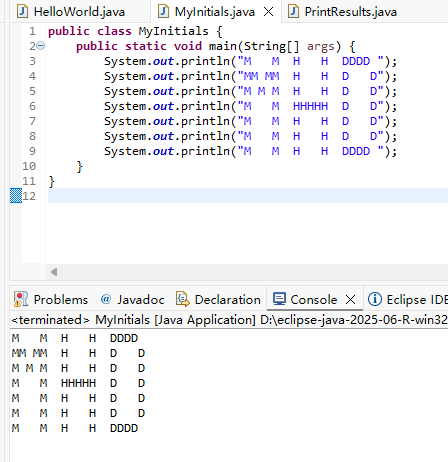 HelloWorld.java MyInitials.java PrintResults.java
1 public class MyInitials {
2 public static void main(String[] args) {
3 System.out.println("M   M  H   H  DDDD ");
4 System.out.println("MM MM  H   H  D   D");
5 System.out.println("M M M  H   H  D   D");
6 System.out.println("M   M  HHHHH  D   D");
7 System.out.println("M   M  H   H  D   D");
8 System.out.println("M   M  H   H  D   D");
9 System.out.println("M   M  H   H  DDDD ");
10 }
11 }
12
Problems @ Javadoc Declaration Console Eclipse IDE
<terminated> MyInitials [Java Application] D:\eclipse-java-2025-06-R-win32
M   M  H   H  DDDD
MM MM  H   H  D   D
M M M  H   H  D   D
M   M  HHHHH  D   D
M   M  H   H  D   D
M   M  H   H  D   D
M   M  H   H  DDDD